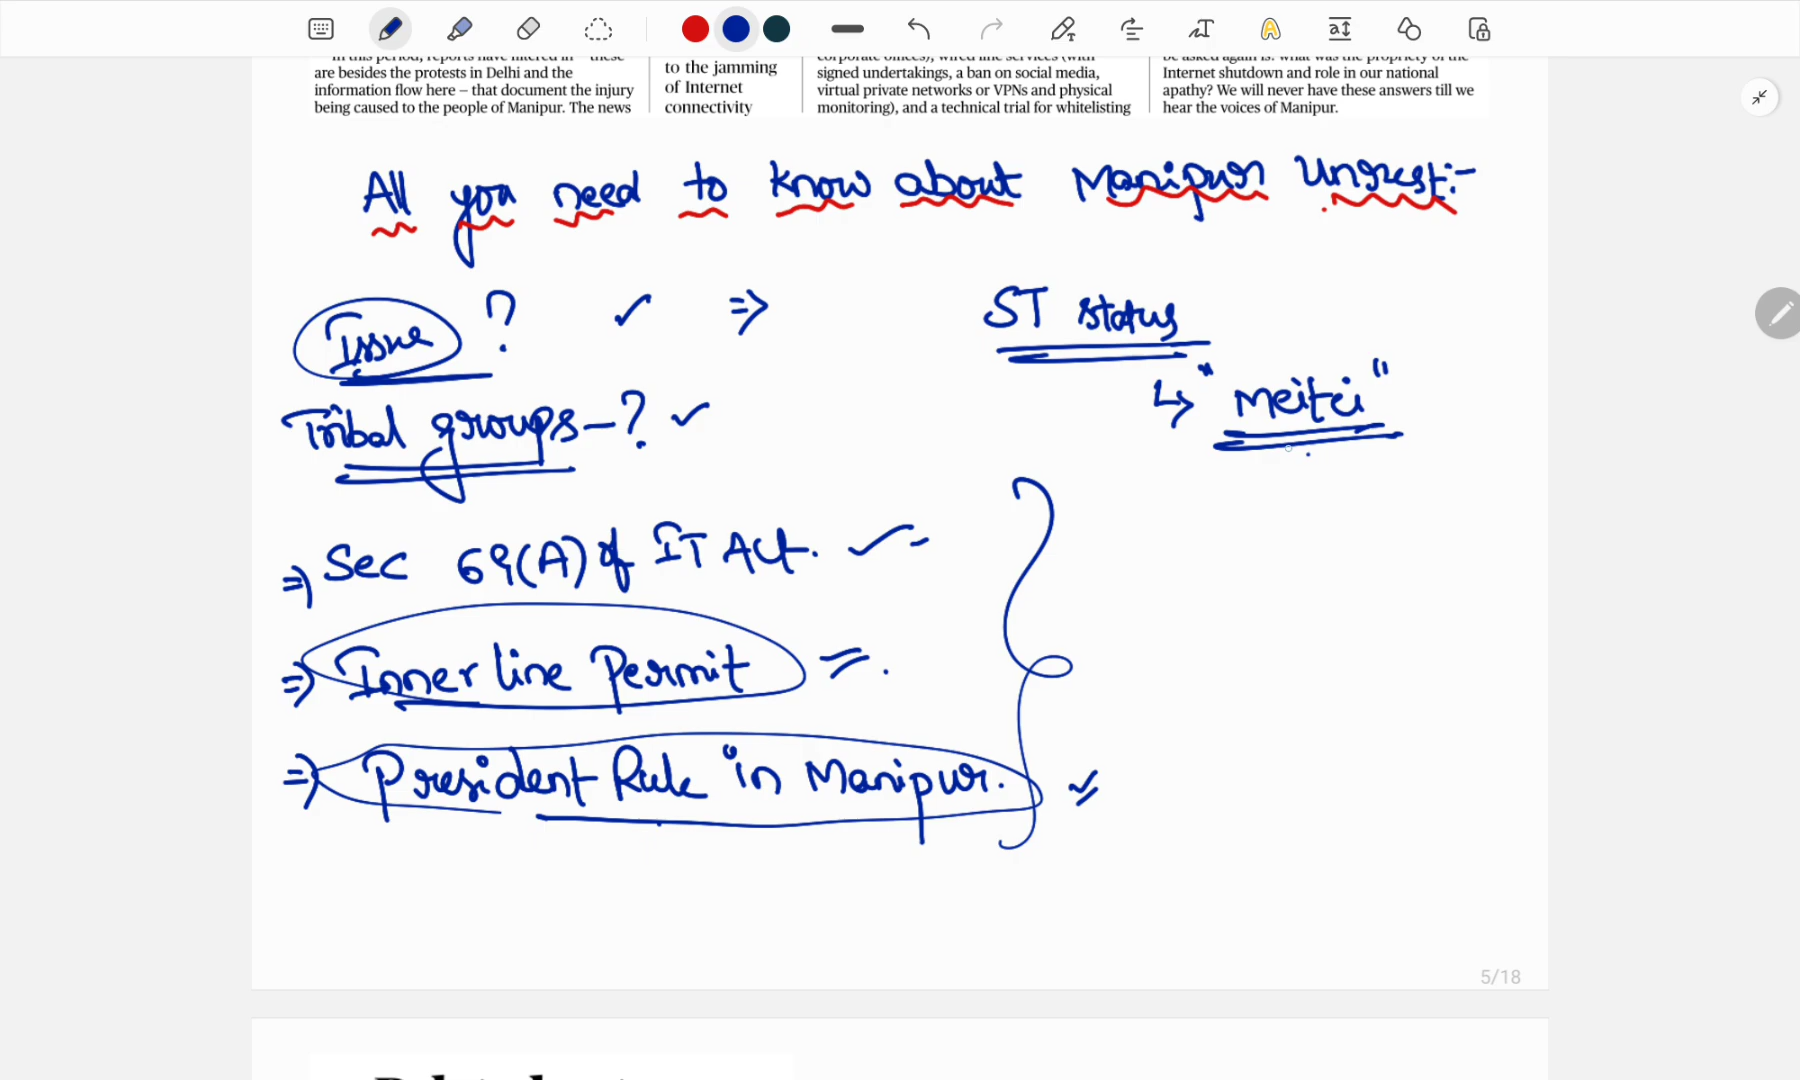 are besides the protests in Delhi and the
information flow here – that document the injury
being caused to the people of Manipur. The news
to the jamming
of Internet
connectivity
signed undertakings, a ban on social media,
virtual private networks or VPNs and physical
monitoring), and a technical trial for whitelisting
Internet shutdown and role in our national
apathy? We will never have these answers till we
hear the voices of Manipur.
All you need to know about Manipur Unrest:-
Issue ? ✓ ⇒ ST status
↳ "Meitei"
Tribal groups – ? ✓
⇒ Sec 69(A) of IT Act.
⇒ Inner line Permit
⇒ President Rule in Manipur.
5/18